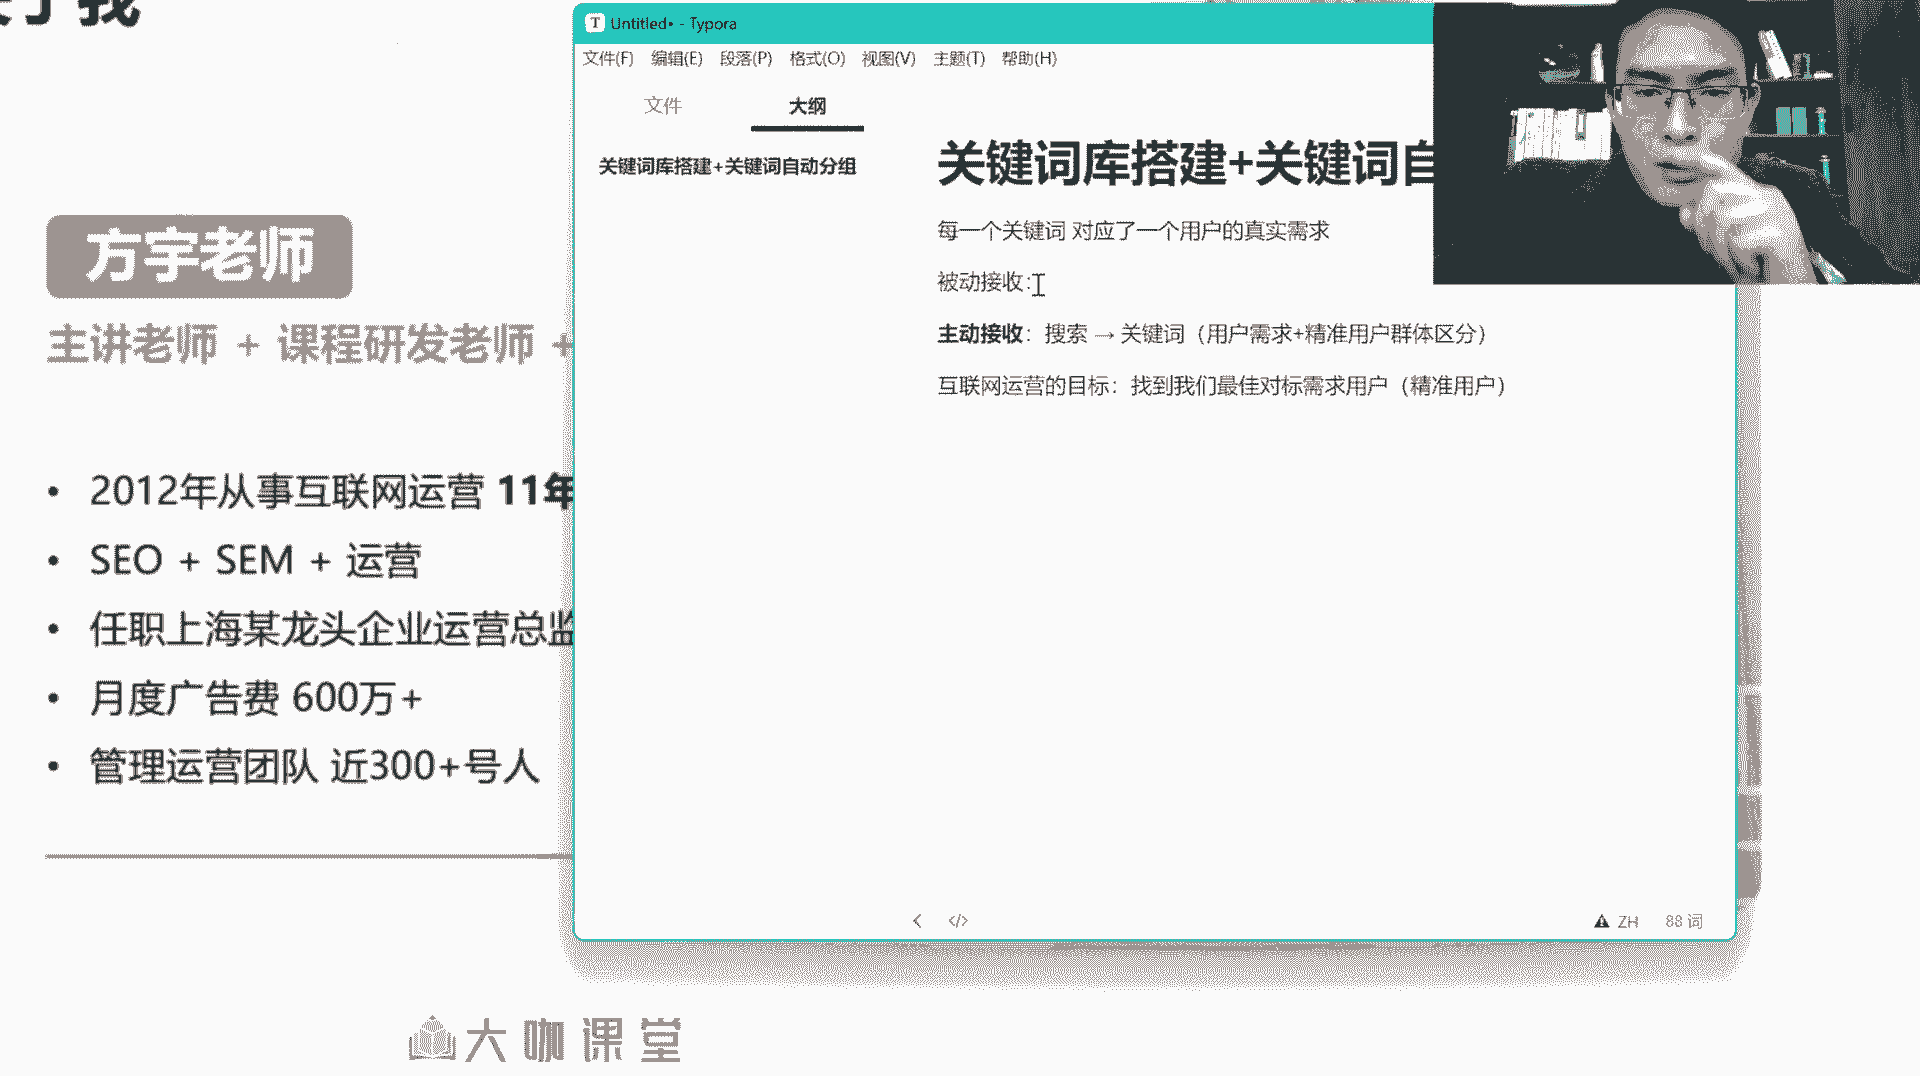 我
方宇老师
主讲老师 + 课程研发老师 +
• 2012年从事互联网运营 11年
• SEO + SEM + 运营
• 任职上海某龙头企业运营总监
• 月度广告费 600万+
• 管理运营团队 近300+号人
大咖课堂
T Untitled• - Typora
文件(F) 编辑(E) 段落(P) 格式(O) 视图(V) 主题(T) 帮助(H)
文件 大纲
关键词库搭建+关键词自动分组
关键词库搭建+关键词自
每一个关键词 对应了一个用户的真实需求
被动接收：
主动接收：搜索 → 关键词（用户需求+精准用户群体区分）
互联网运营的目标：找到我们最佳对标需求用户（精准用户）
</> ZH 88 词